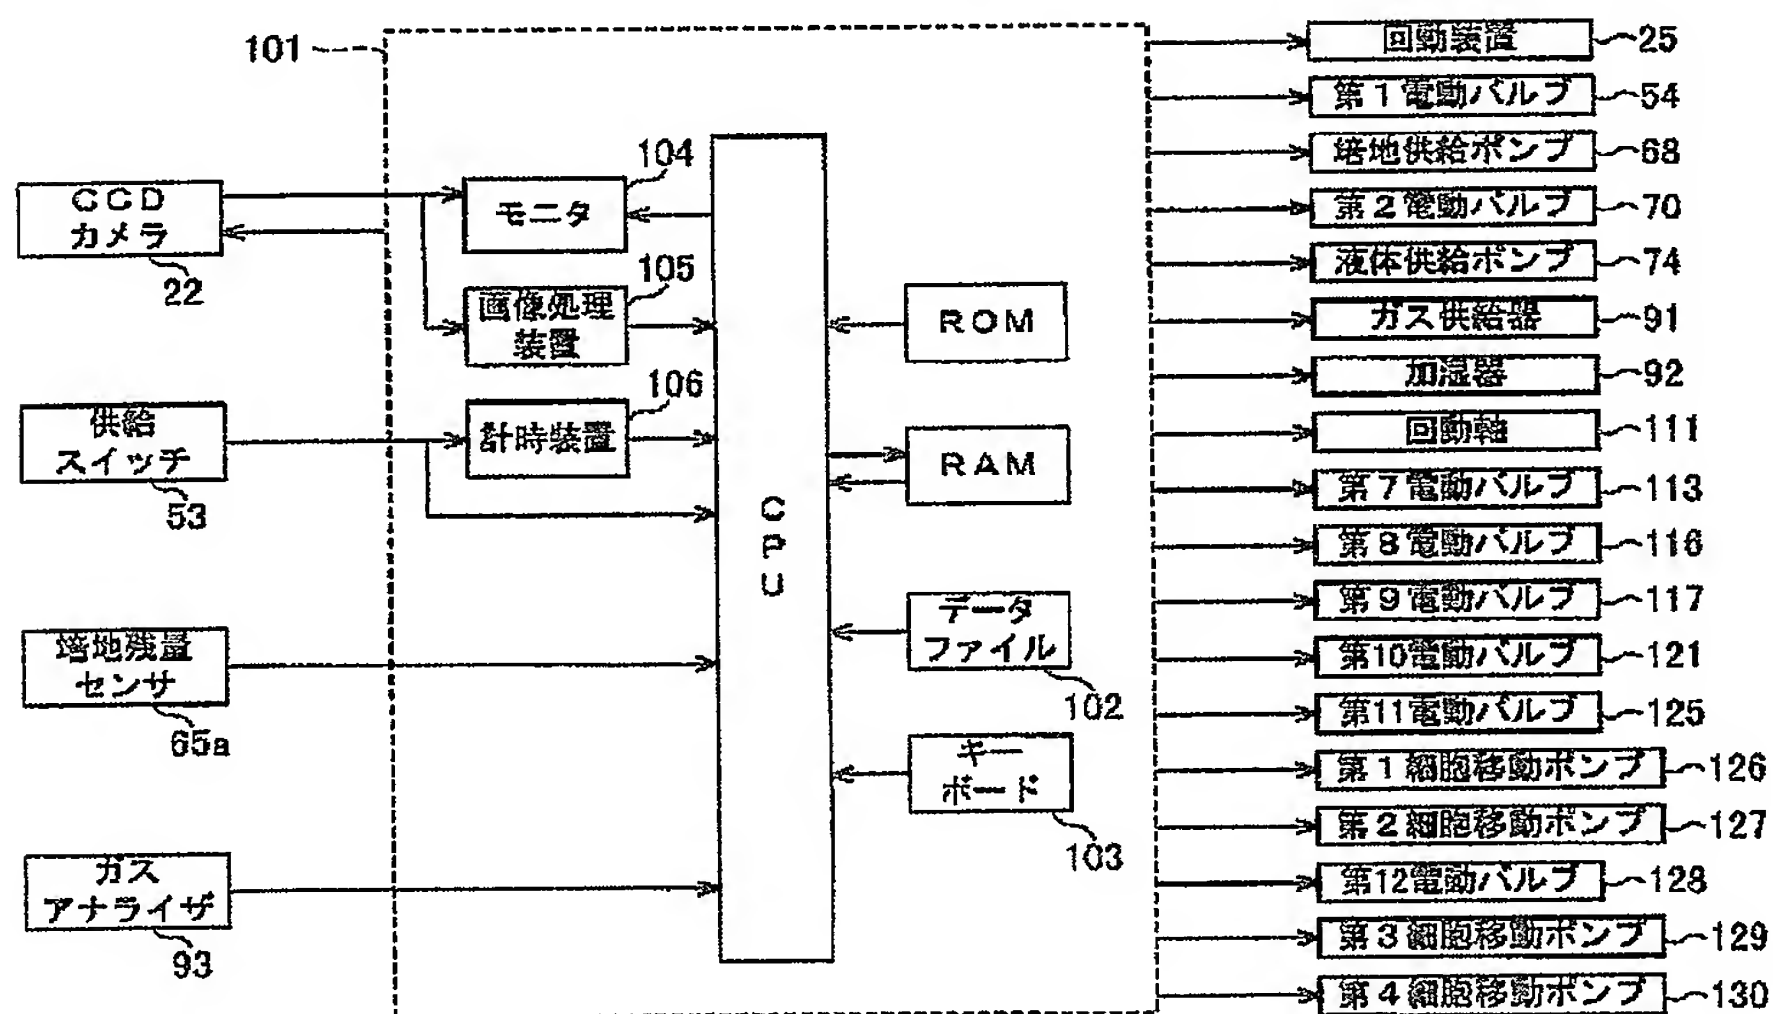 101
CCD
カメラ
22
供給
スイッチ
53
培地残量
センサ
65a
ガス
アナライザ
93
104
モニタ
105
画像処理
装置
106
計時装置
CPU
ROM
RAM
データ
ファイル
102
キー
ボード
103
回動装置 25
第1電動バルブ 54
培地供給ポンプ 68
第2電動バルブ 70
液体供給ポンプ 74
ガス供給器 91
加湿器 92
回動軸 111
第7電動バルブ 113
第8電動バルブ 116
第9電動バルブ 117
第10電動バルブ 121
第11電動バルブ 125
第1細胞移動ポンプ 126
第2細胞移動ポンプ 127
第12電動バルブ 128
第3細胞移動ポンプ 129
第4細胞移動ポンプ 130